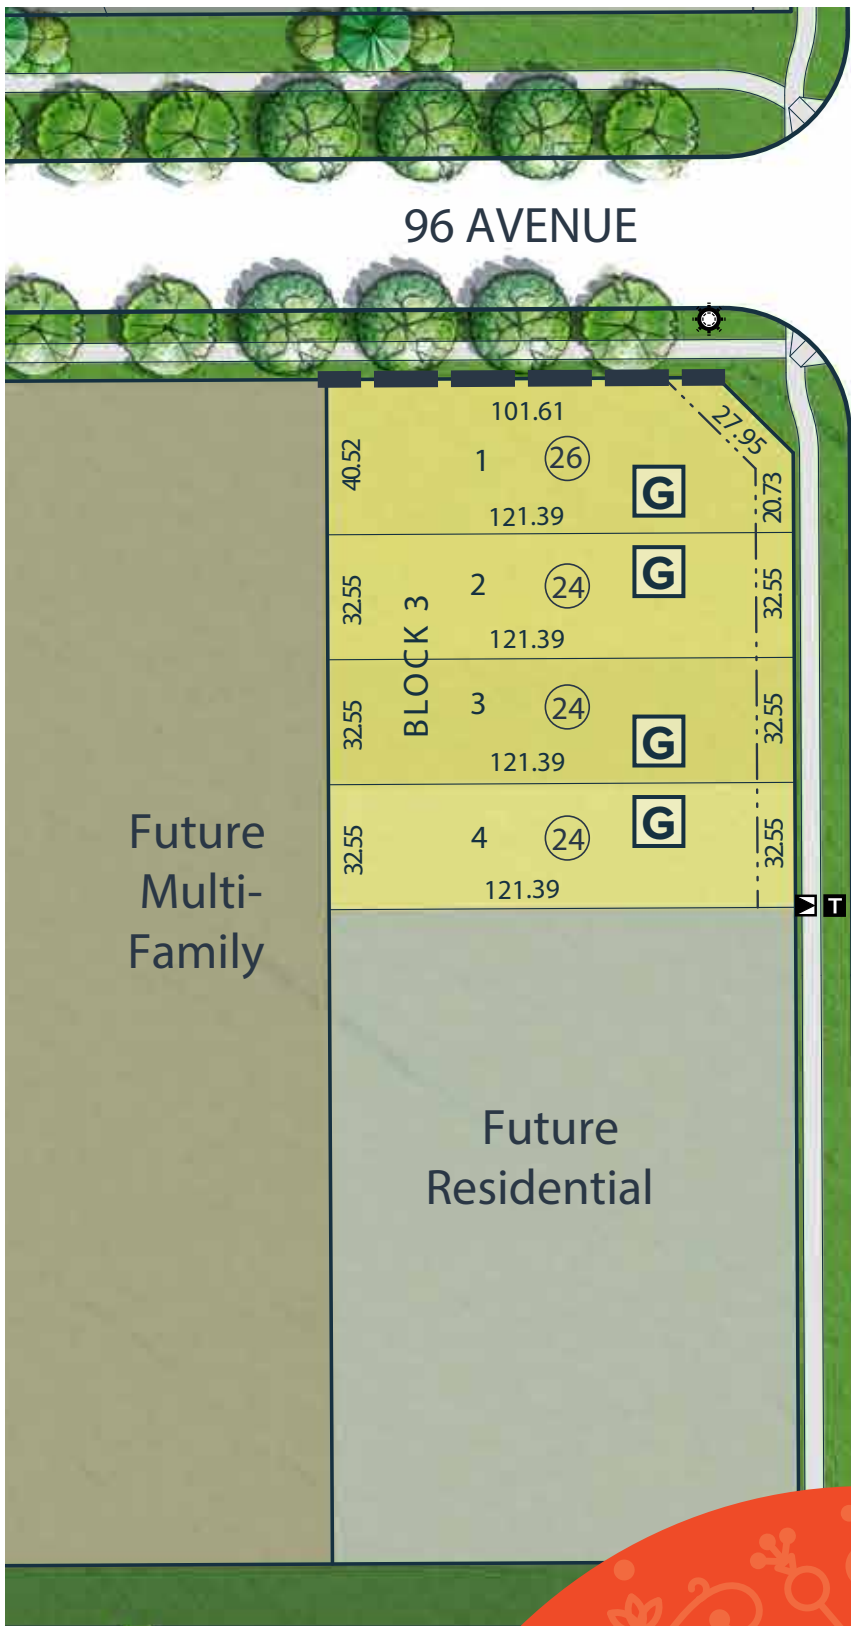 96 AVENUE
101.61
27.95
40.52
1
26
G
20.73
121.39
32.55
2
24
G
32.55
121.39
BLOCK 3
32.55
3
24
G
32.55
121.39
32.55
4
24
G
32.55
121.39
T
Future
Multi-
Family
Future
Residential